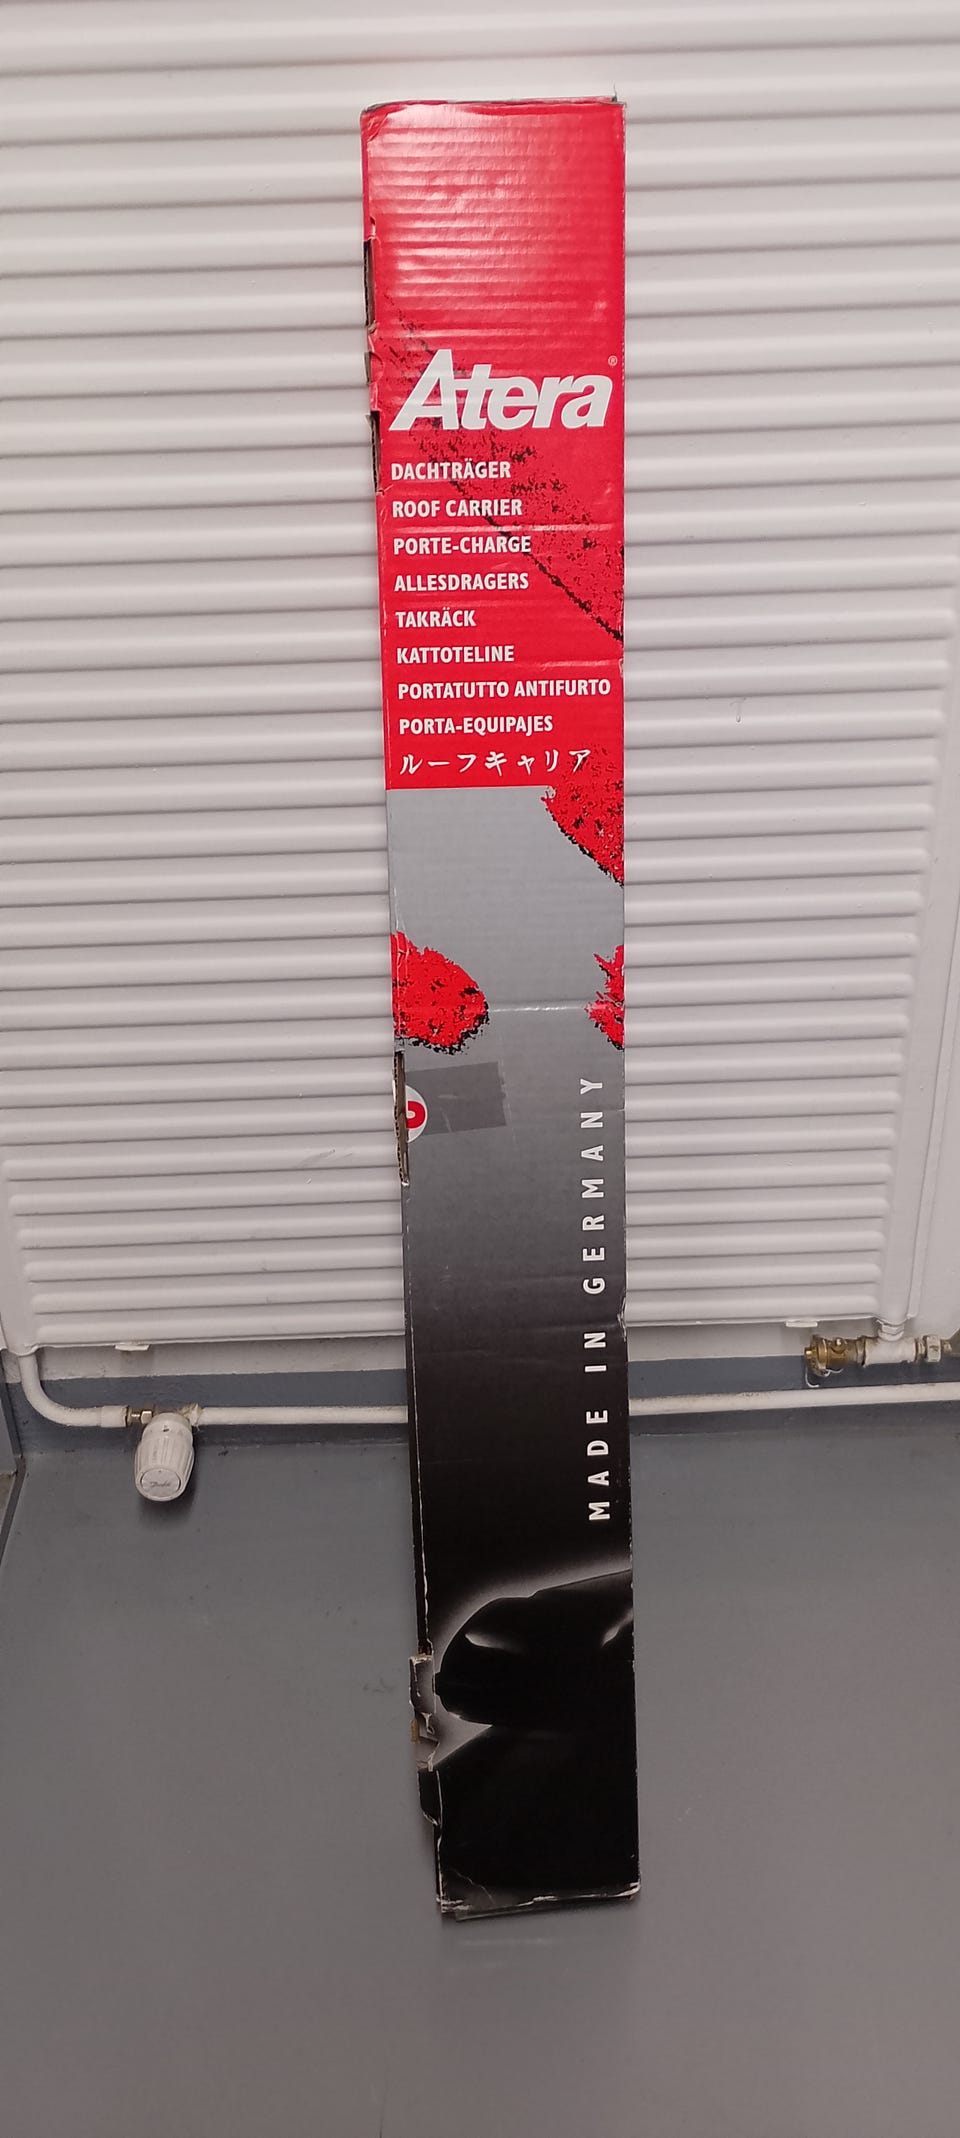 Atera®
DACHTRÄGER
ROOF CARRIER
PORTE-CHARGE
ALLESDRAGERS
TAKRÄCK
KATTOTELINE
PORTATUTTO ANTIFURTO
PORTA-EQUIPAJES
ルーフキャリア
MADE IN GERMANY